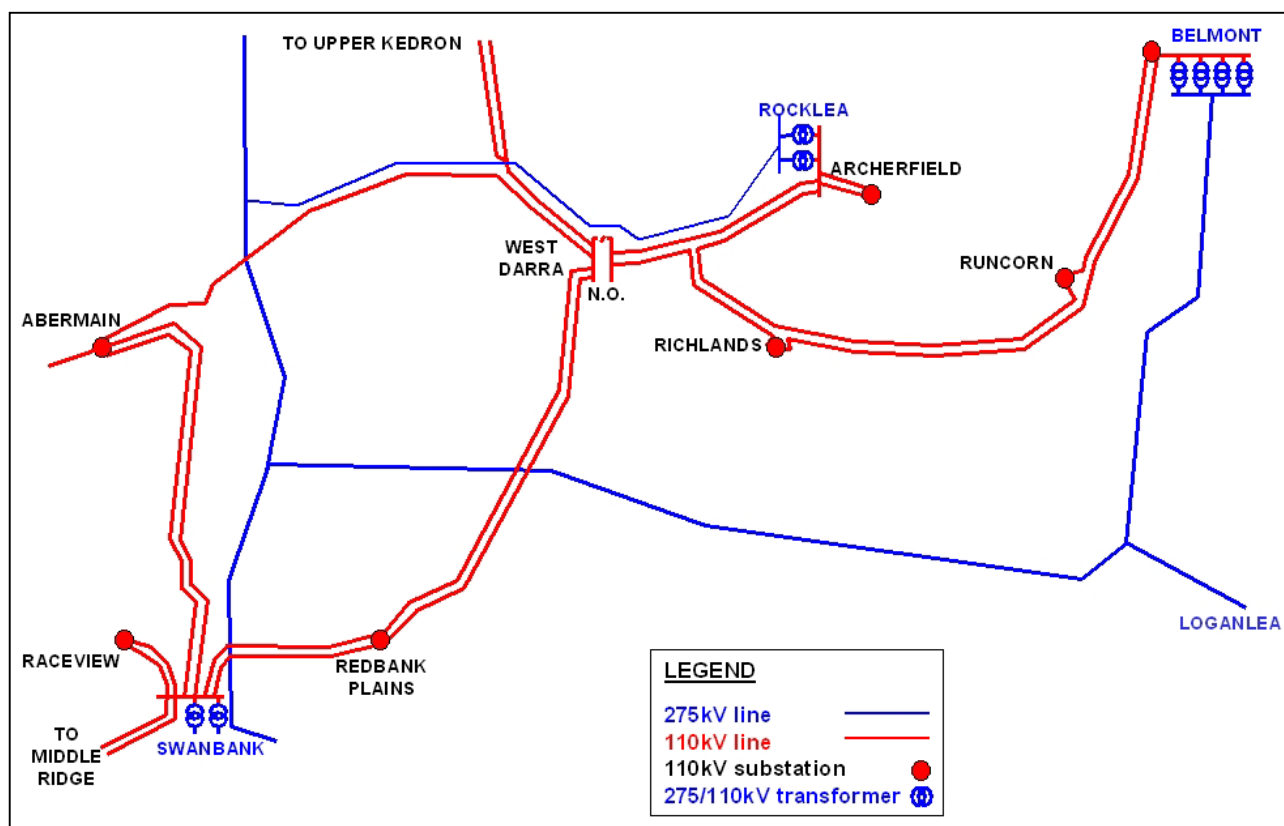 TO UPPER KEDRON
BELMONT
ROCKLEA
ARCHERFIELD
WEST
DARRA
N.O.
RUNCORN
ABERMAIN
RICHLANDS
RACEVIEW
REDBANK
PLAINS
LOGANLEA
TO
MIDDLE
RIDGE
SWANBANK
LEGEND
275kV line
110kV line
110kV substation
275/110kV transformer